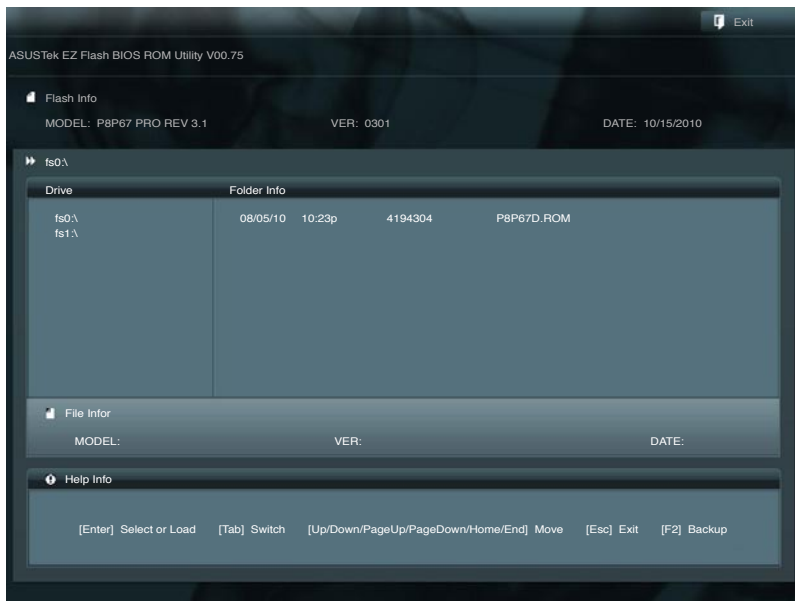 Exit
ASUSTek EZ Flash BIOS ROM Utility V00.75
Flash Info
MODEL: P8P67 PRO REV 3.1 VER: 0301 DATE: 10/15/2010
fs0:\
Drive Folder Info
fs0:\ 08/05/10 10:23p 4194304 P8P67D.ROM
fs1:\
File Infor
MODEL: VER: DATE:
Help Info
[Enter] Select or Load [Tab] Switch [Up/Down/PageUp/PageDown/Home/End] Move [Esc] Exit [F2] Backup